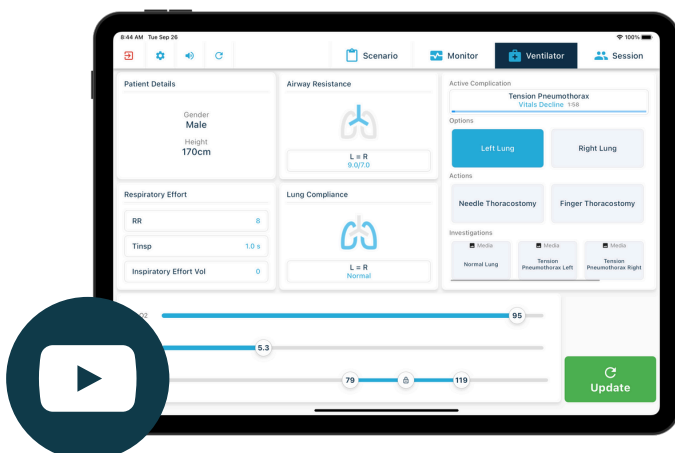 8:44 AM Tue Sep 26
100%
Scenario
Monitor
Ventilator
Session
Patient Details
Gender
Male
Height
170cm
Airway Resistance
L = R
9.0/7.0
Active Complication
Tension Pneumothorax
Vitals Decline 1:58
Options
Left Lung
Right Lung
Actions
Needle Thoracostomy
Finger Thoracostomy
Respiratory Effort
RR
8
Tinsp
1.0 s
Inspiratory Effort Vol
0
Lung Compliance
L = R
Normal
Investigations
Media
Normal Lung
Media
Tension
Pneumothorax Left
Media
Tension
Pneumothorax Right
95
5.3
79
119
Update